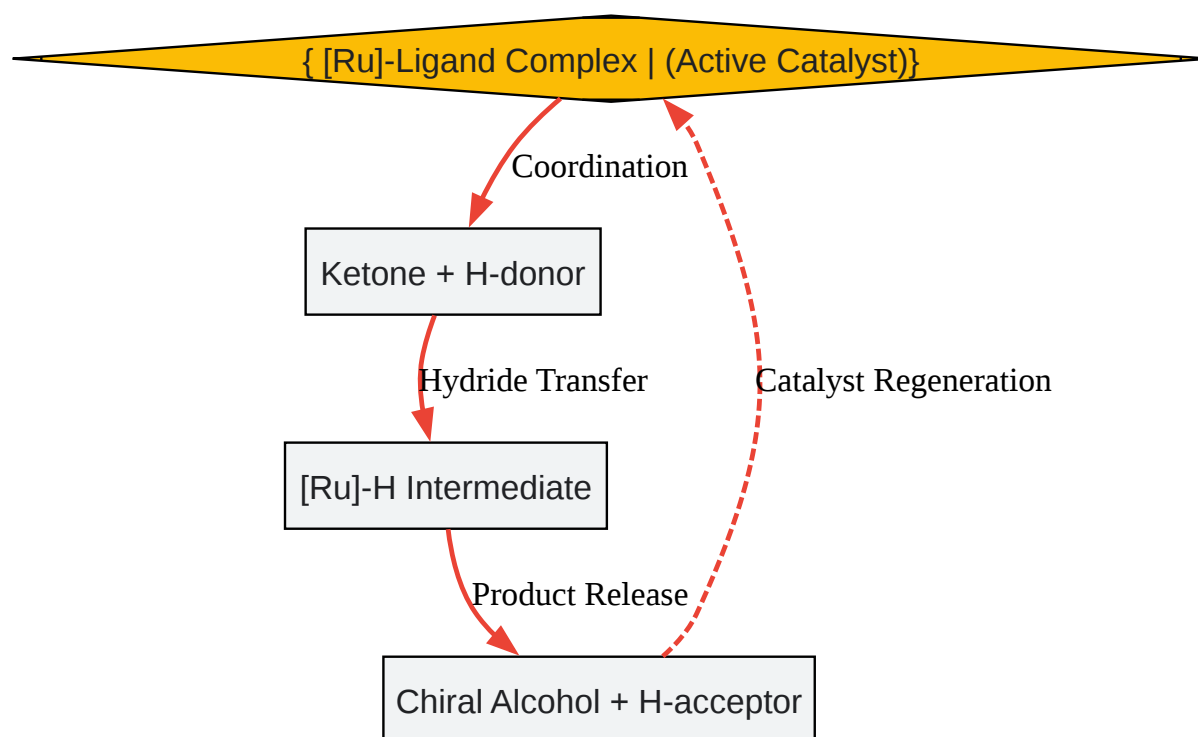 { [Ru]-Ligand Complex | (Active Catalyst)}
Coordination
Ketone + H-donor
Hydride Transfer
Catalyst Regeneration
[Ru]-H Intermediate
Product Release
Chiral Alcohol + H-acceptor